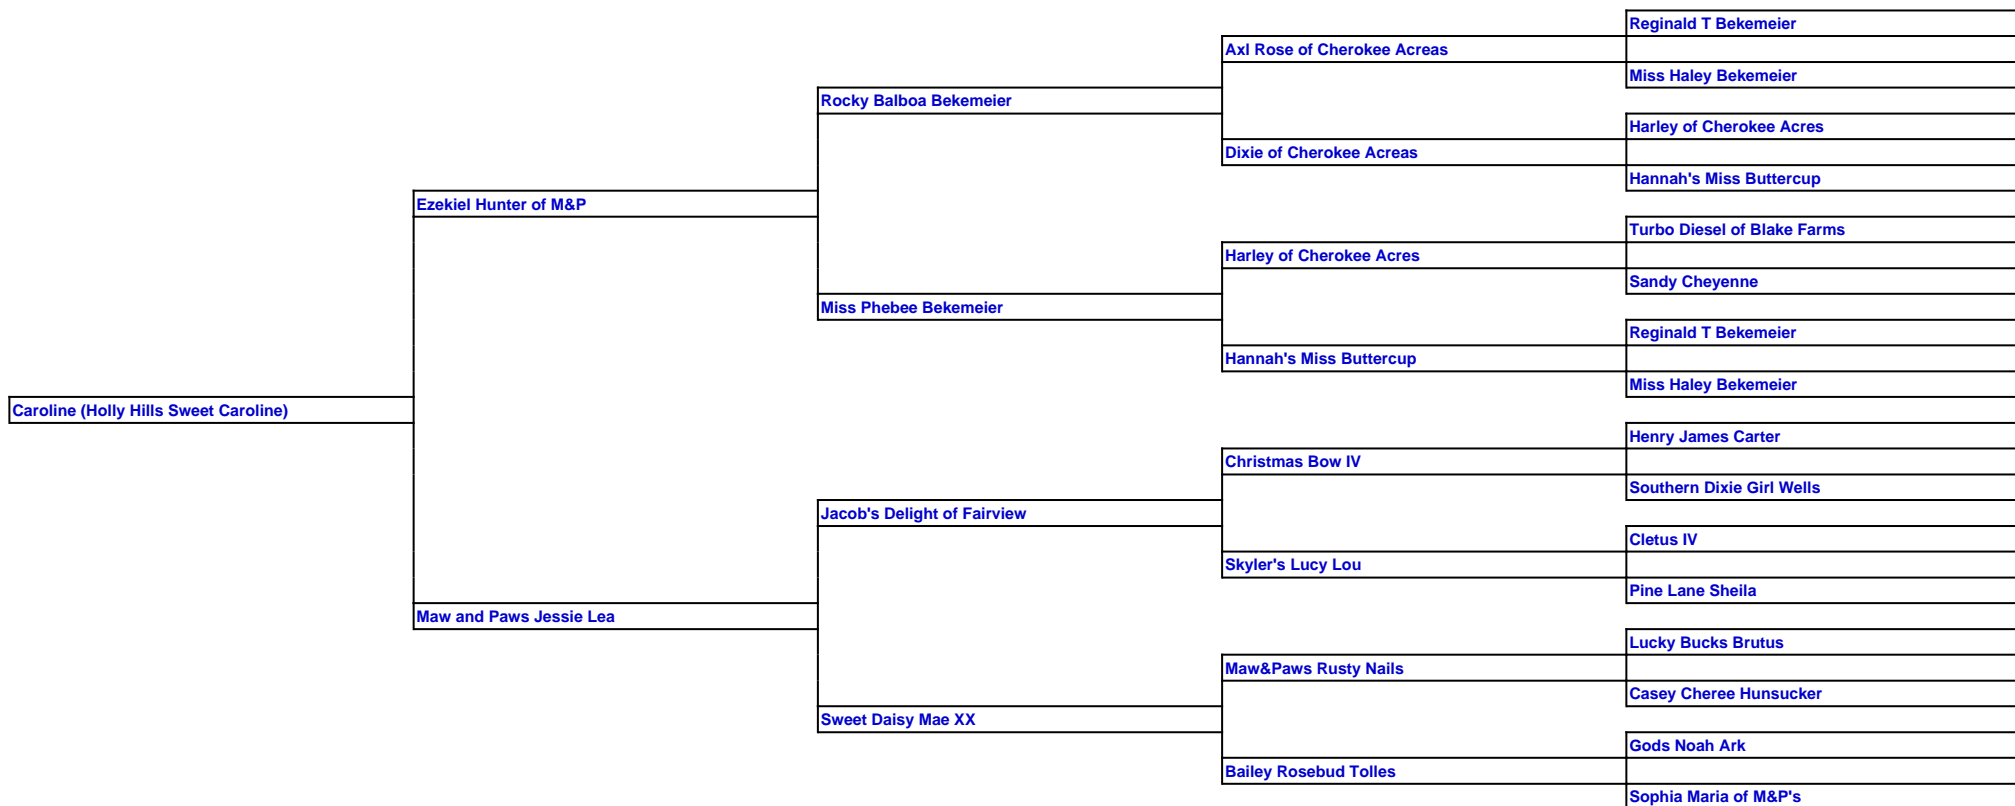 Reginald T Bekemeier
Axl Rose of Cherokee Acreas
Miss Haley Bekemeier
Rocky Balboa Bekemeier
Harley of Cherokee Acres
Dixie of Cherokee Acreas
Hannah's Miss Buttercup
Ezekiel Hunter of M&P
Turbo Diesel of Blake Farms
Harley of Cherokee Acres
Sandy Cheyenne
Miss Phebee Bekemeier
Reginald T Bekemeier
Hannah's Miss Buttercup
Miss Haley Bekemeier
Caroline (Holly Hills Sweet Caroline)
Henry James Carter
Christmas Bow IV
Southern Dixie Girl Wells
Jacob's Delight of Fairview
Cletus IV
Skyler's Lucy Lou
Pine Lane Sheila
Maw and Paws Jessie Lea
Lucky Bucks Brutus
Maw&Paws Rusty Nails
Casey Cheree Hunsucker
Sweet Daisy Mae XX
Gods Noah Ark
Bailey Rosebud Tolles
Sophia Maria of M&P's